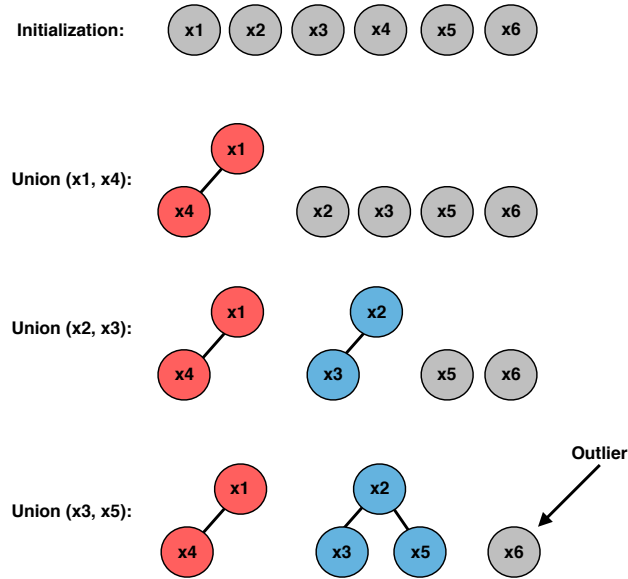 Initialization: x1 x2 x3 x4 x5 x6
x1
Union (x1, x4):
x4 x2 x3 x5 x6
x1 x2
Union (x2, x3):
x4 x3 x5 x6
Outlier
x1 x2
Union (x3, x5):
x4 x3 x5 x6